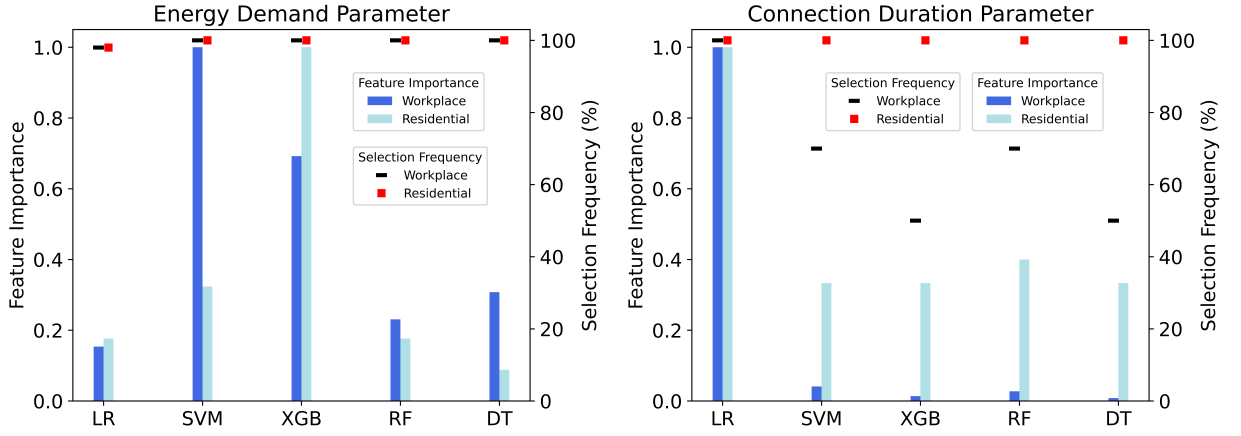 Energy Demand Parameter
Feature Importance
1.0
0.8
0.6
0.4
0.2
0.0
LR
SVM
XGB
RF
DT
Feature Importance
Workplace
Residential
Selection Frequency
Workplace
Residential
100
80
60
40
20
0
Selection Frequency (%)
Connection Duration Parameter
Feature Importance
1.0
0.8
0.6
0.4
0.2
0.0
LR
SVM
XGB
RF
DT
Selection Frequency
Workplace
Residential
Feature Importance
Workplace
Residential
100
80
60
40
20
0
Selection Frequency (%)